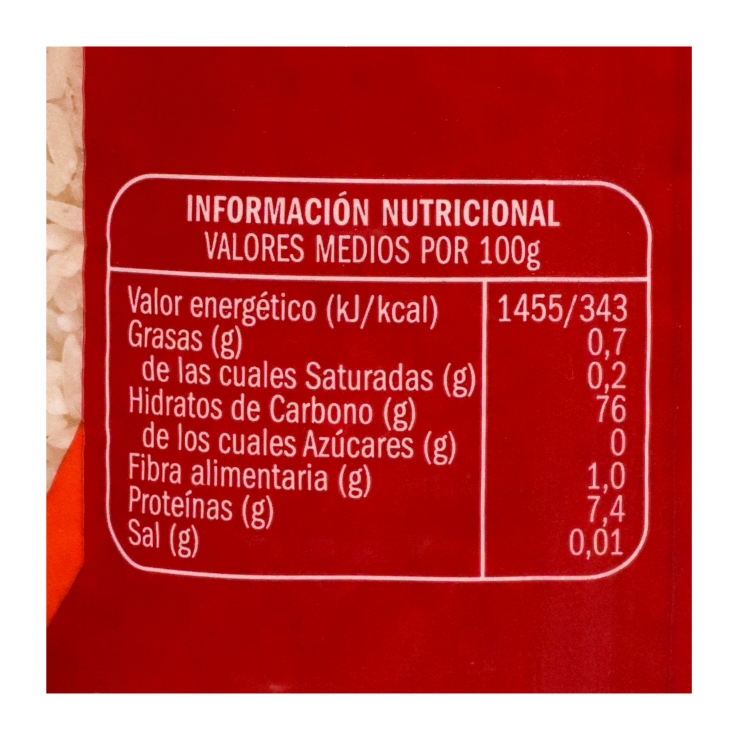 INFORMACIÓN NUTRICIONAL
VALORES MEDIOS POR 100g
Valor energético (kJ/kcal) 1455/343
Grasas (g) 0,7
de las cuales Saturadas (g) 0,2
Hidratos de Carbono (g) 76
de los cuales Azúcares (g) 0
Fibra alimentaria (g) 1,0
Proteínas (g) 7,4
Sal (g) 0,01